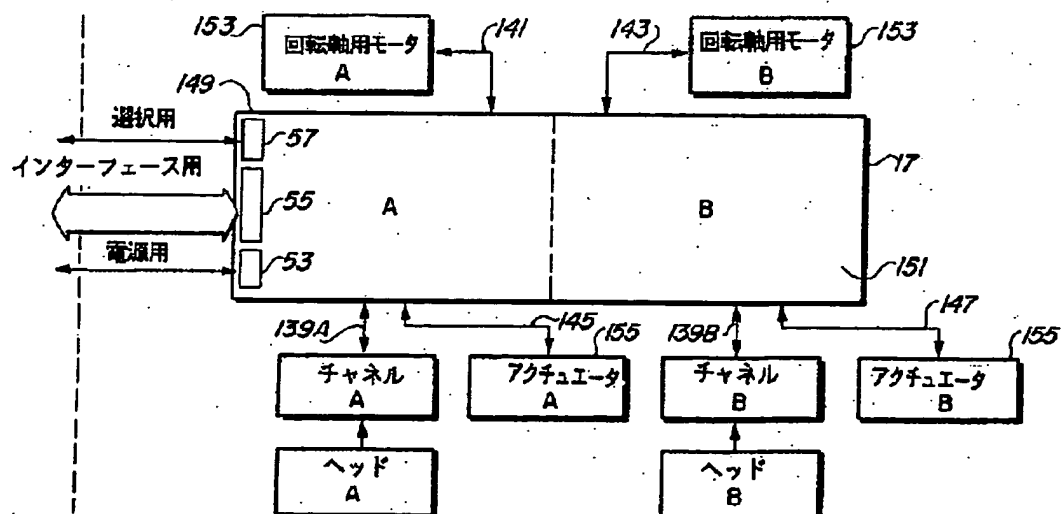 153
回転軸用モータ
A
141
143
回転軸用モータ
B
153
149
選択用
57
17
インターフェース用
55
A
B
電源用
53
151
139A
145
155
139B
147
155
チャネル
A
アクチュエータ
A
チャネル
B
アクチュエータ
B
ヘッド
A
ヘッド
B